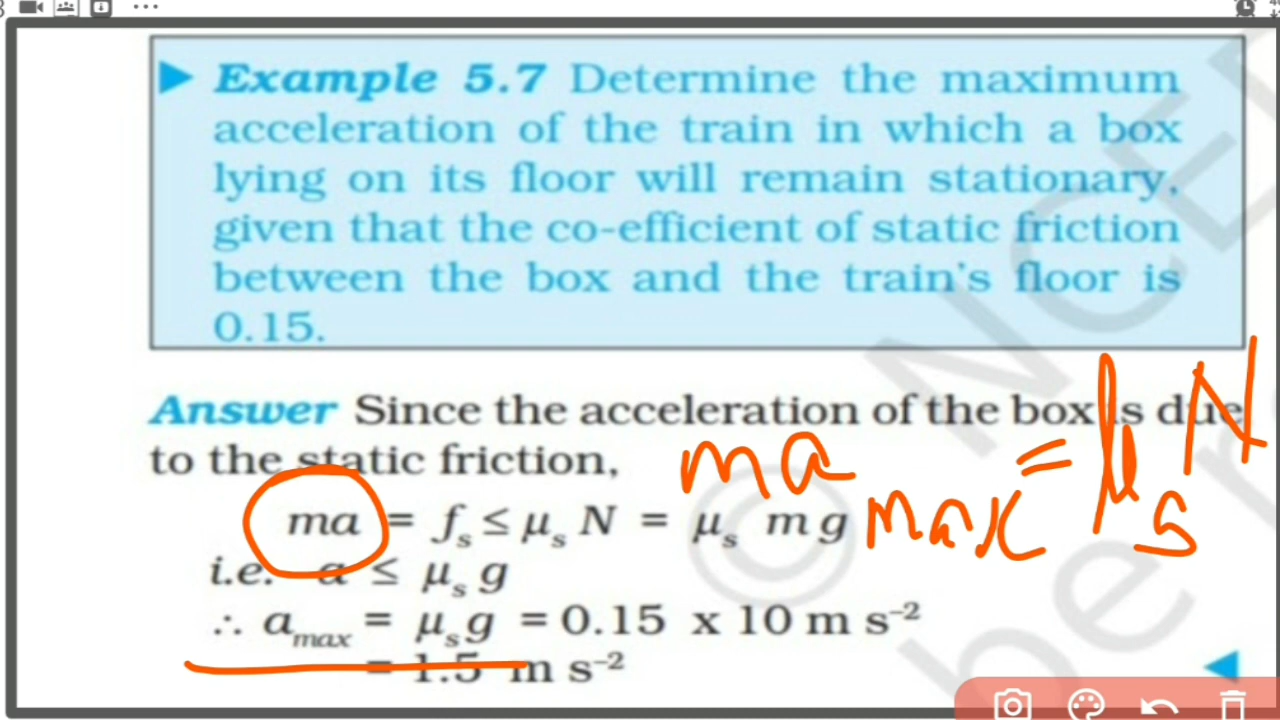 Example 5.7 Determine the maximum
acceleration of the train in which a box
lying on its floor will remain stationary,
given that the co-efficient of static friction
between the box and the train's floor is
0.15.
Answer Since the acceleration of the box is due
to the static friction,
ma = fₛ ≤ μₛ N = μₛ m g
ma max = μs N
i.e. a ≤ μₛ g
∴ aₘₐₓ = μₛ g = 0.15 x 10 m s⁻²
= 1.5 m s⁻²
© NCER
be r